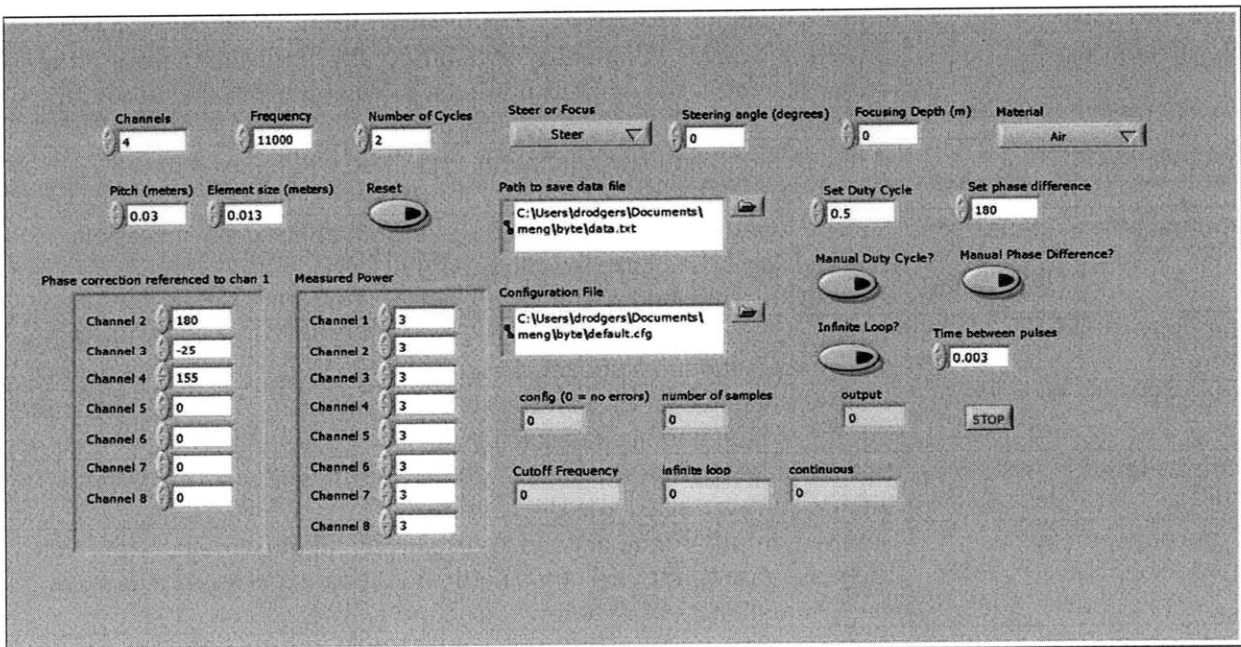 Channels
4
Frequency
11000
Number of Cycles
2
Steer or Focus
Steer
Steering angle (degrees)
0
Focusing Depth (m)
0
Material
Air
Pitch (meters)
0.03
Element size (meters)
0.013
Reset
Path to save data file
C:\Users\drodgers\Documents\
meng\byte\data.txt
Set Duty Cycle
0.5
Set phase difference
180
Manual Duty Cycle?
Manual Phase Difference?
Phase correction referenced to chan 1
Channel 2 180
Channel 3 -25
Channel 4 155
Channel 5 0
Channel 6 0
Channel 7 0
Channel 8 0
Measured Power
Channel 1 3
Channel 2 3
Channel 3 3
Channel 4 3
Channel 5 3
Channel 6 3
Channel 7 3
Channel 8 3
Configuration File
C:\Users\drodgers\Documents\
meng\byte\default.cfg
Infinite Loop?
Time between pulses
0.003
config (0 = no errors)
0
number of samples
0
output
0
STOP
Cutoff Frequency
0
infinite loop
0
continuous
0